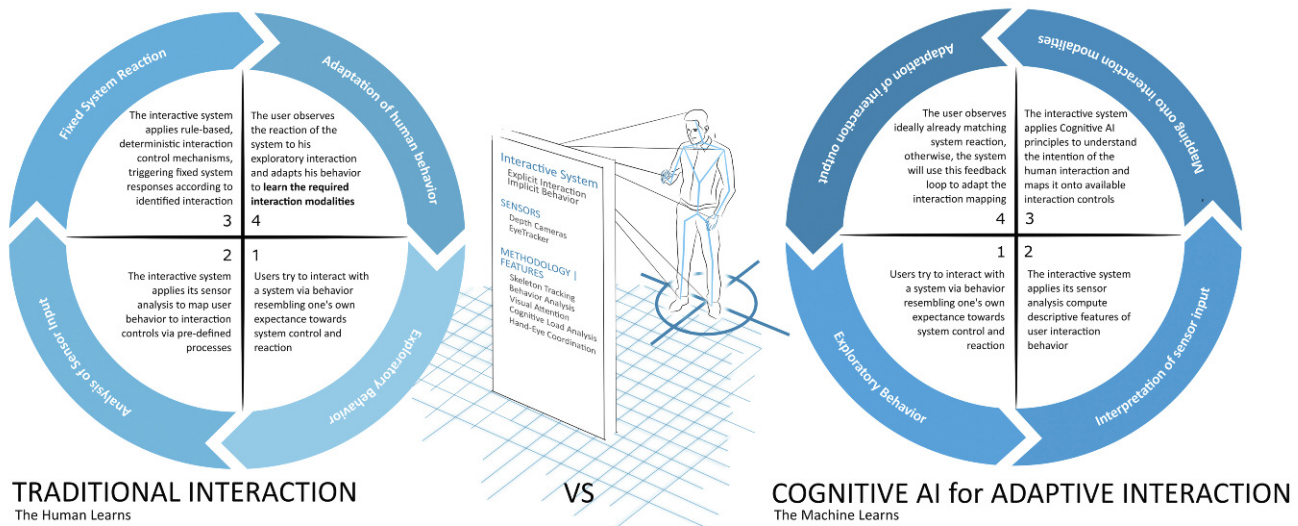 Fixed System Reaction
Adaptation of human behavior
The interactive system
applies rule-based,
deterministic interaction
control mechanisms,
triggering fixed system
responses according to
identified interaction
3
The user observes
the reaction of the
system to his
exploratory interaction
and adapts his behavior
to learn the required
interaction modalities
4
2
The interactive system
applies its sensor
analysis to map user
behavior to interaction
controls via pre-defined
processes
1
Users try to interact with
a system via behavior
resembling one's own
expectance towards
system control and
reaction
Analysis of Sensor Input
Exploratory Behavior
TRADITIONAL INTERACTION
The Human Learns
Interactive System
Explicit Interaction
Implicit Behavior
SENSORS
Depth Cameras
EyeTracker
METHODOLOGY |
FEATURES
Skeleton Tracking
Behavior Analysis
Visual Attention
Cognitive Load Analysis
Hand-Eye Coordination
VS
Adaptation of interaction output
Mapping onto interaction modalities
The user observes
ideally already matching
system reaction,
otherwise, the system
will use this feedback
loop to adapt the
interaction mapping
4
The interactive system
applies Cognitive AI
principles to understand
the intention of the
human interaction and
maps it onto available
interaction controls
3
1
Users try to interact with
a system via behavior
resembling one's own
expectance towards
system control and
reaction
2
The interactive system
applies its sensor
analysis compute
descriptive features of
user interaction
behavior
Exploratory Behavior
Interpretation of sensor input
COGNITIVE AI for ADAPTIVE INTERACTION
The Machine Learns